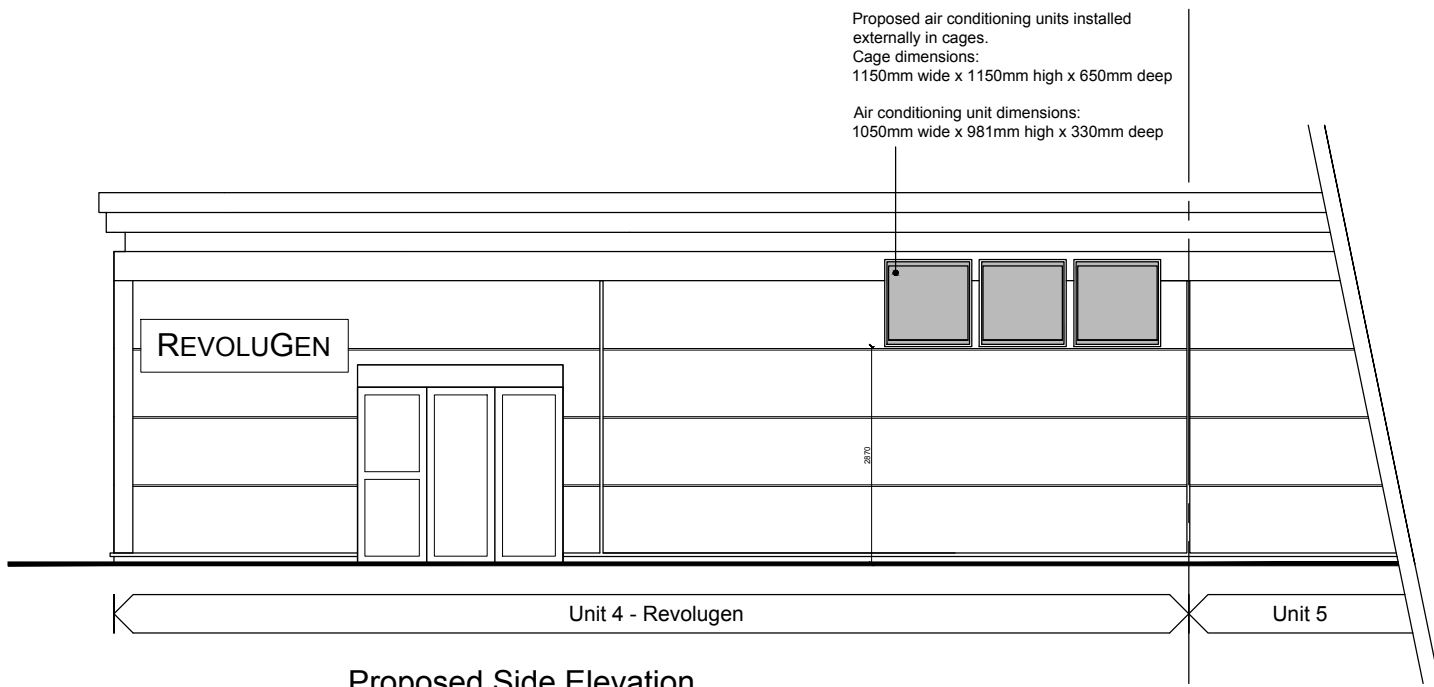 Proposed air conditioning units installed
externally in cages.
Cage dimensions:
1150mm wide x 1150mm high x 650mm deep
Air conditioning unit dimensions:
1050mm wide x 981mm high x 330mm deep
REVOLUGEN
2870
Unit 4 - Revolugen
Unit 5
Proposed Side Elevation